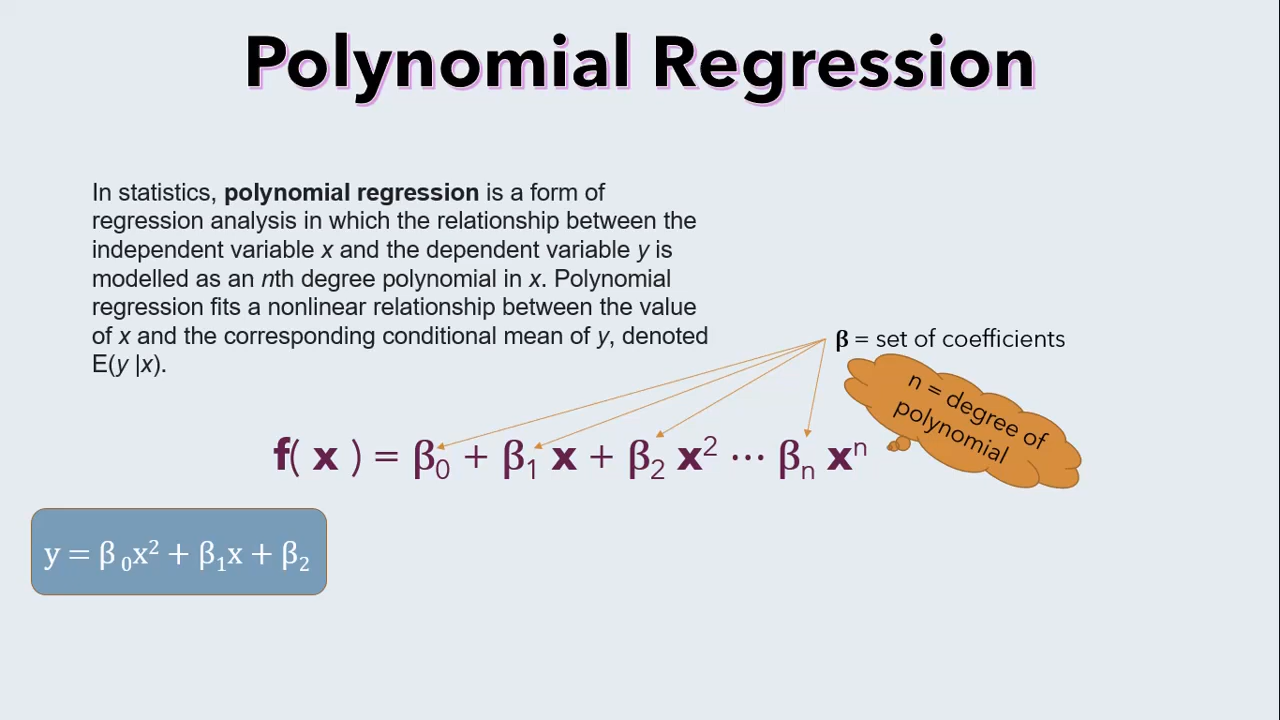 Polynomial Regression
In statistics, polynomial regression is a form of
regression analysis in which the relationship between the
independent variable x and the dependent variable y is
modelled as an nth degree polynomial in x. Polynomial
regression fits a nonlinear relationship between the value
of x and the corresponding conditional mean of y, denoted
E(y |x).
β = set of coefficients
n = degree of
polynomial
f( x ) = β₀ + β₁ x + β₂ x² ⋯ βₙ xⁿ
y = β ₀x² + β₁x + β₂